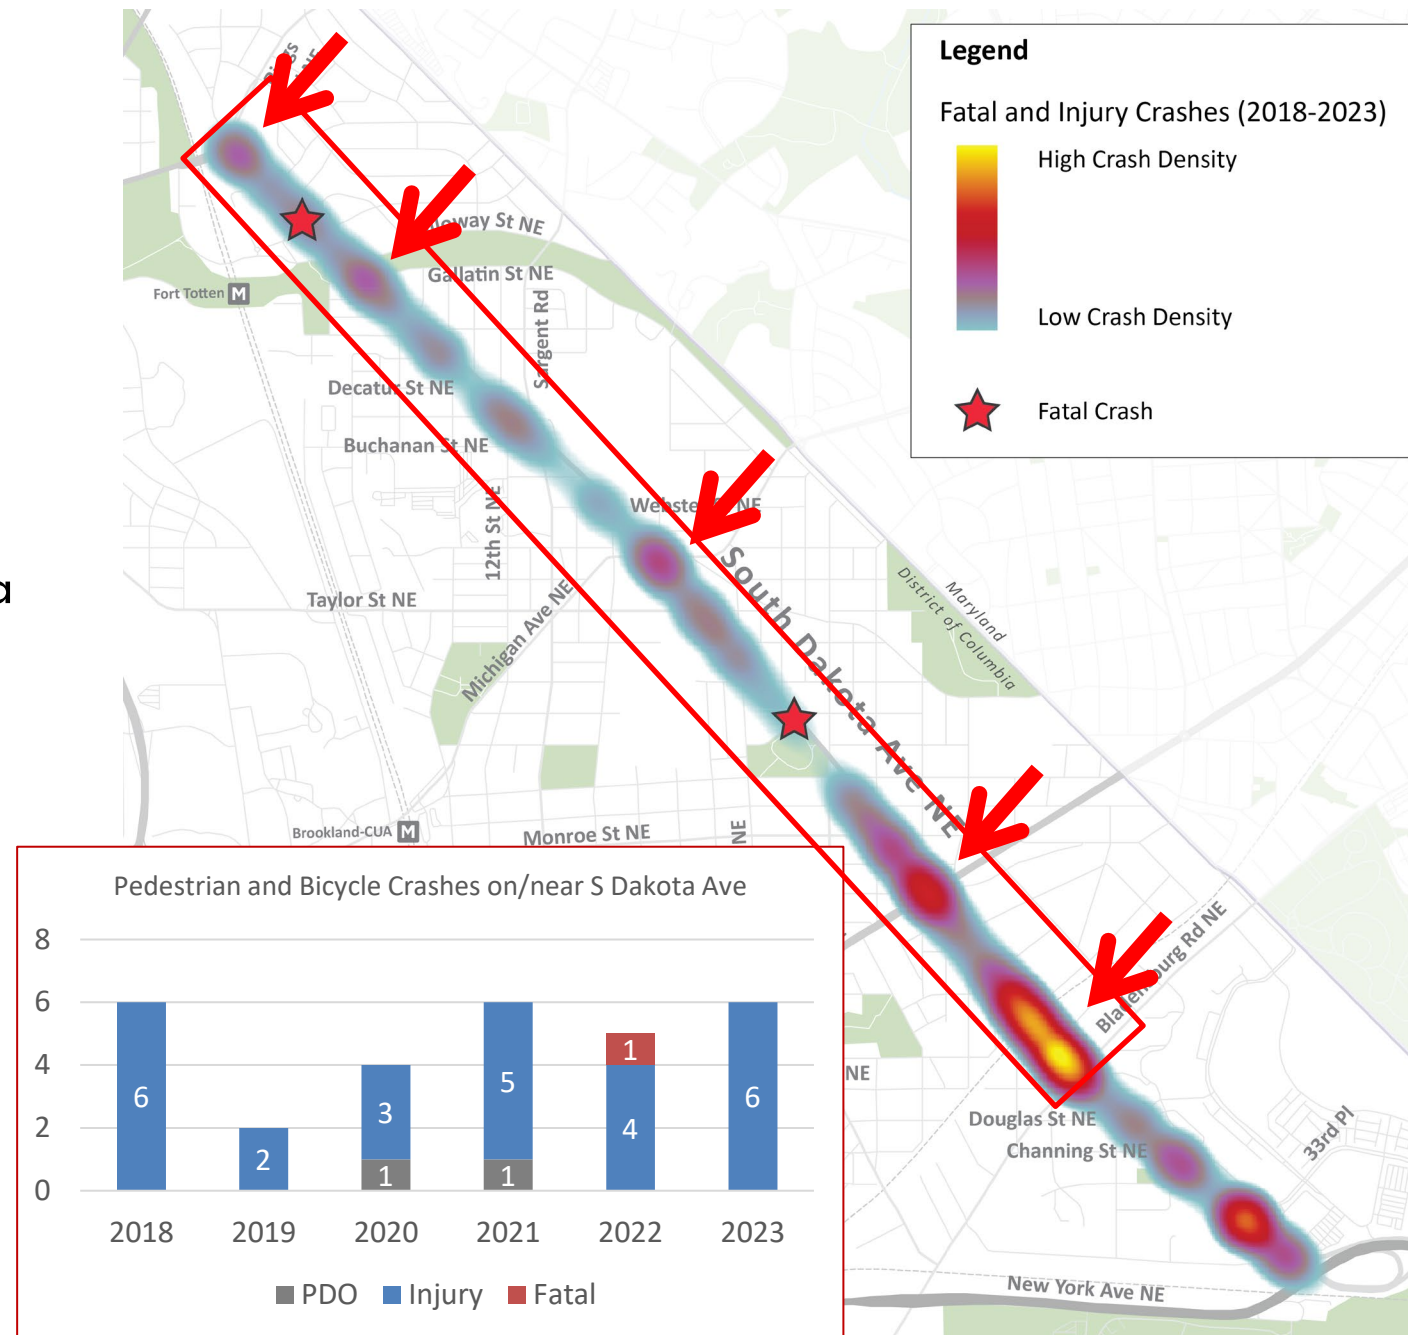 Legend
Fatal and Injury Crashes (2018-2023)
High Crash Density
Low Crash Density
Fatal Crash
Gallatin St NE
Fort Totten M
Sargent Rd
Decatur St NE
Buchanan St NE
12th St NE
NE
Taylor St NE
Michigan Ave NE
South Dakota Ave NE
Maryland
District of Columbia
a
Brookland-CUA M
Monroe St NE
NE
Bladensburg Rd NE
NE
Douglas St NE
Channing St NE
33rd Pl
New York Ave NE
Pedestrian and Bicycle Crashes on/near S Dakota Ave
8
6
4
2
0
6
2
3
1
5
1
1
4
6
2018 2019 2020 2021 2022 2023
PDO Injury Fatal